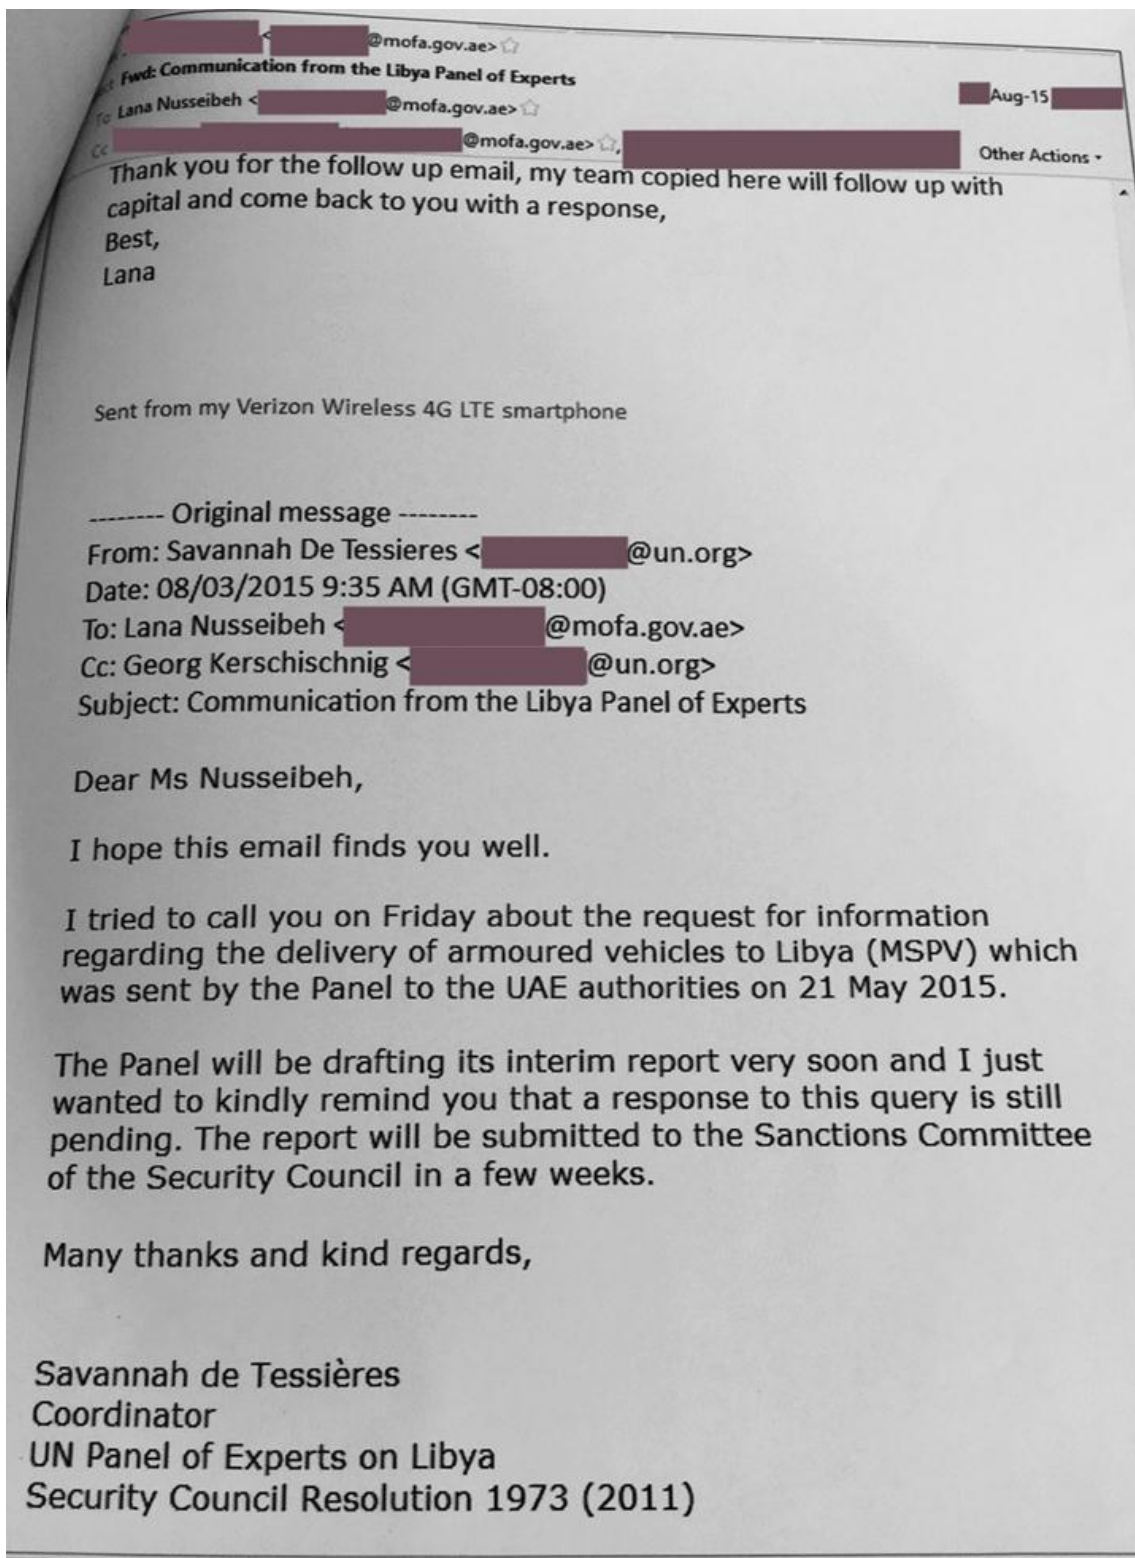 < @mofa.gov.ae>
Fwd: Communication from the Libya Panel of Experts
To Lana Nusseibeh < @mofa.gov.ae>
Aug-15
Cc @mofa.gov.ae> ,
Other Actions
Thank you for the follow up email, my team copied here will follow up with
capital and come back to you with a response,
Best,
Lana
Sent from my Verizon Wireless 4G LTE smartphone
-------- Original message --------
From: Savannah De Tessieres < @un.org>
Date: 08/03/2015 9:35 AM (GMT-08:00)
To: Lana Nusseibeh < @mofa.gov.ae>
Cc: Georg Kerschischnig < @un.org>
Subject: Communication from the Libya Panel of Experts
Dear Ms Nusseibeh,
I hope this email finds you well.
I tried to call you on Friday about the request for information
regarding the delivery of armoured vehicles to Libya (MSPV) which
was sent by the Panel to the UAE authorities on 21 May 2015.
The Panel will be drafting its interim report very soon and I just
wanted to kindly remind you that a response to this query is still
pending. The report will be submitted to the Sanctions Committee
of the Security Council in a few weeks.
Many thanks and kind regards,
Savannah de Tessières
Coordinator
UN Panel of Experts on Libya
Security Council Resolution 1973 (2011)